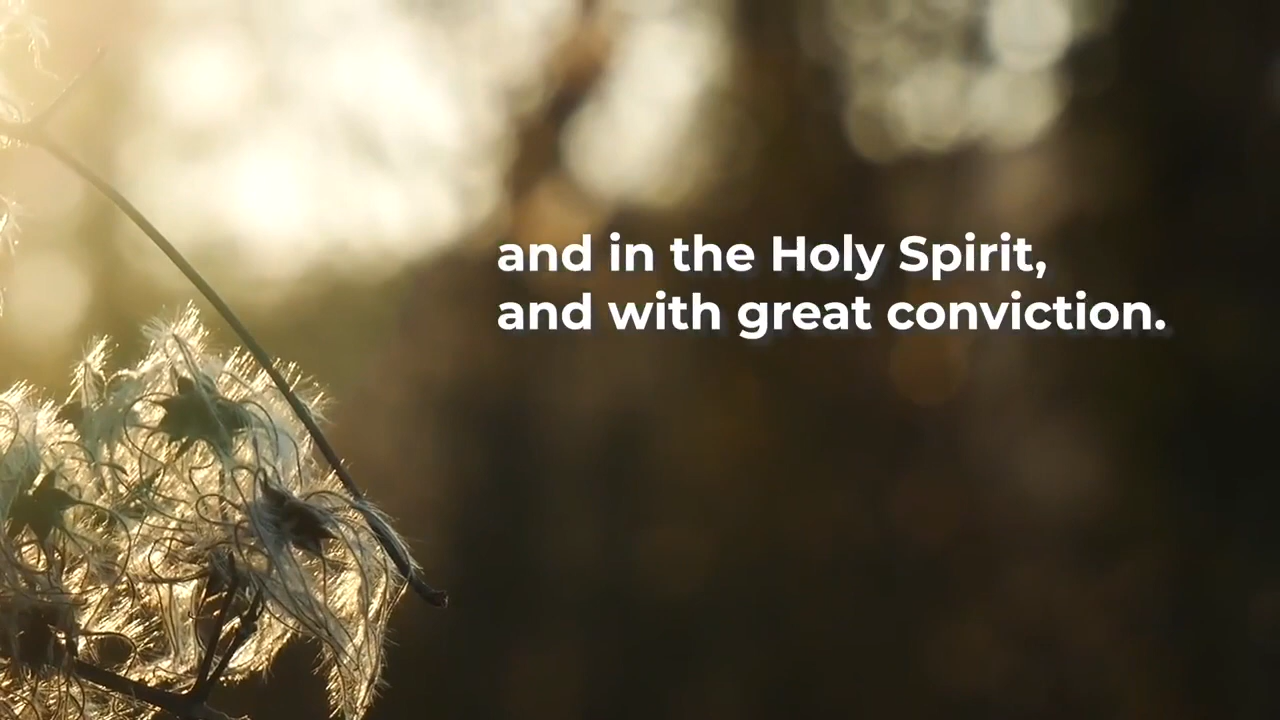 and in the Holy Spirit,
and with great conviction.